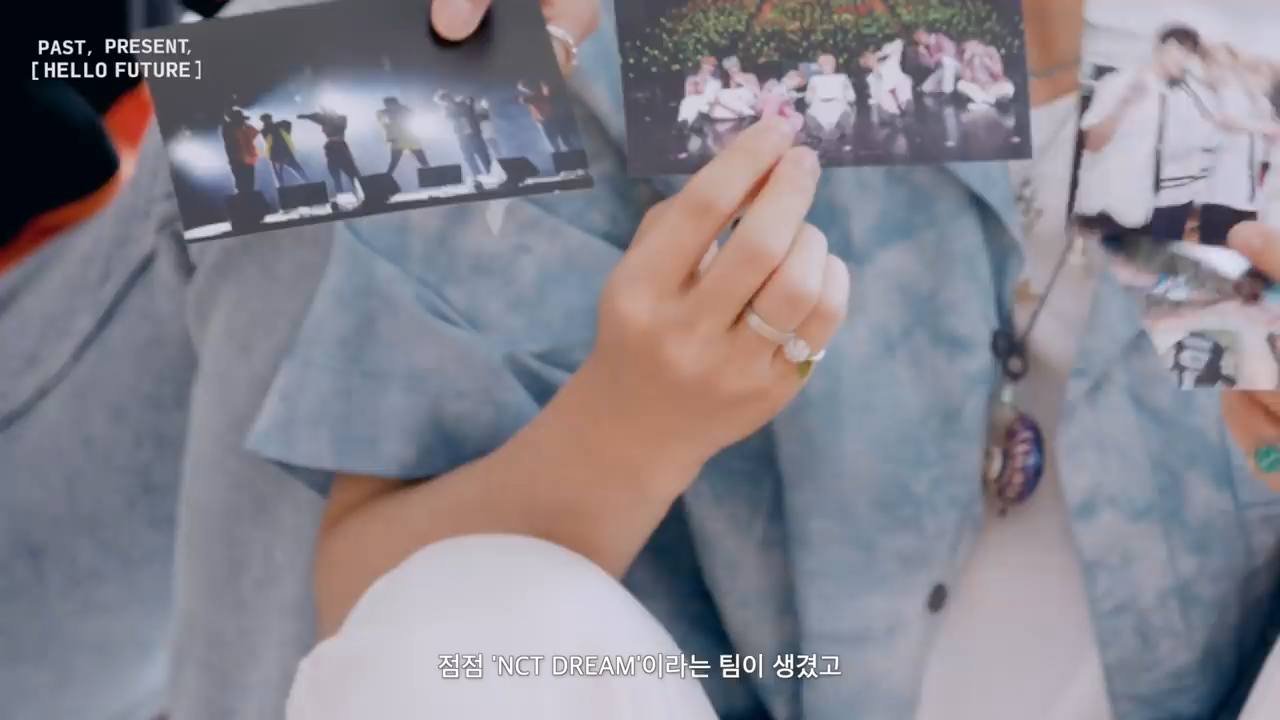 PAST, PRESENT,
[HELLO FUTURE]
점점 'NCT DREAM'이라는 팀이 생겼고